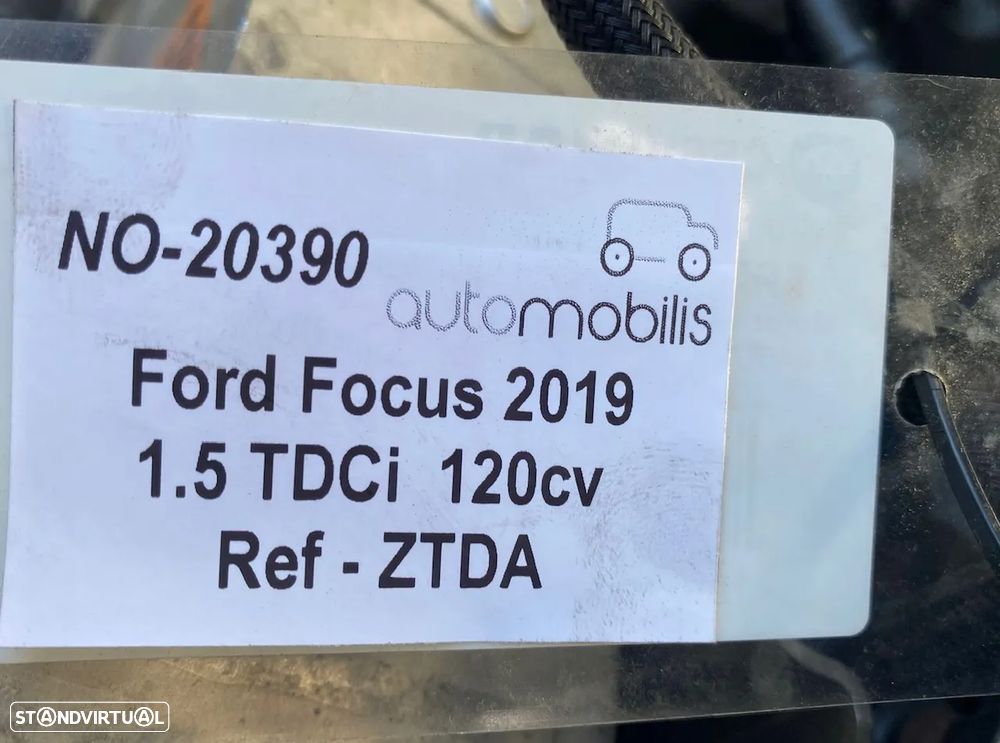 NO-20390
automobilis
Ford Focus 2019
1.5 TDCi 120cv
Ref - ZTDA
STANDVIRTUAL